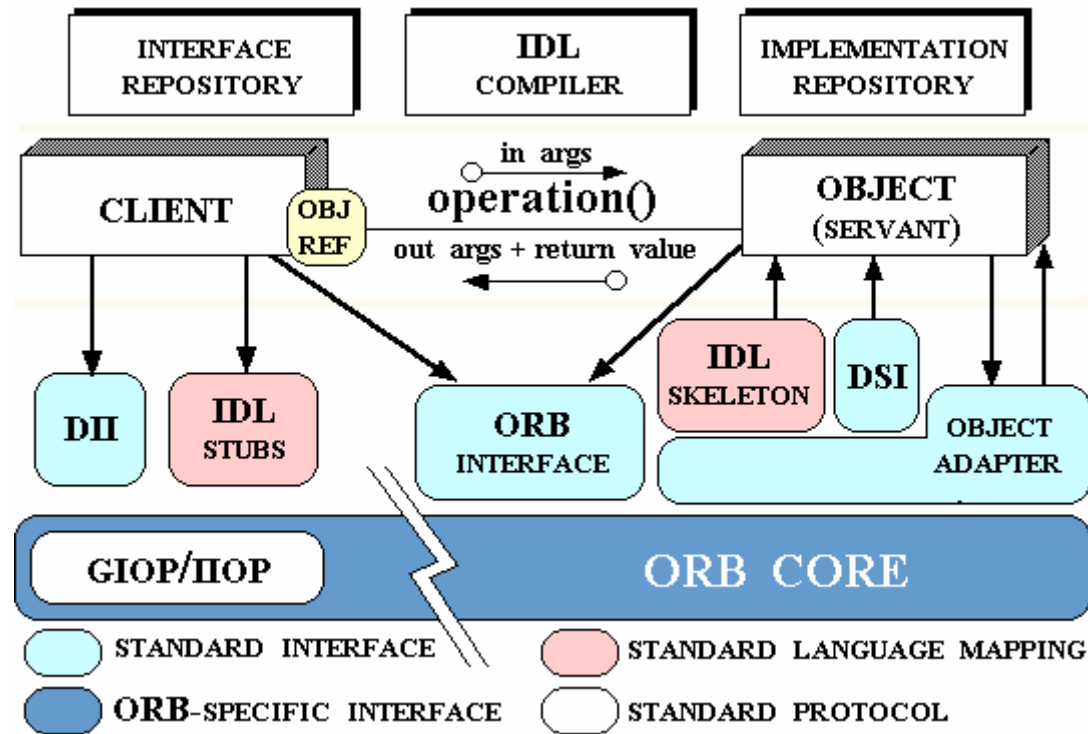 INTERFACE
REPOSITORY
IDL
COMPILER
IMPLEMENTATION
REPOSITORY
in args
CLIENT
OBJ
REF
operation()
OBJECT
(SERVANT)
out args + return value
DII
IDL
STUBS
ORB
INTERFACE
IDL
SKELETON
DSI
OBJECT
ADAPTER
GIOP/IIOP
ORB CORE
STANDARD INTERFACE
STANDARD LANGUAGE MAPPING
ORB-SPECIFIC INTERFACE
STANDARD PROTOCOL